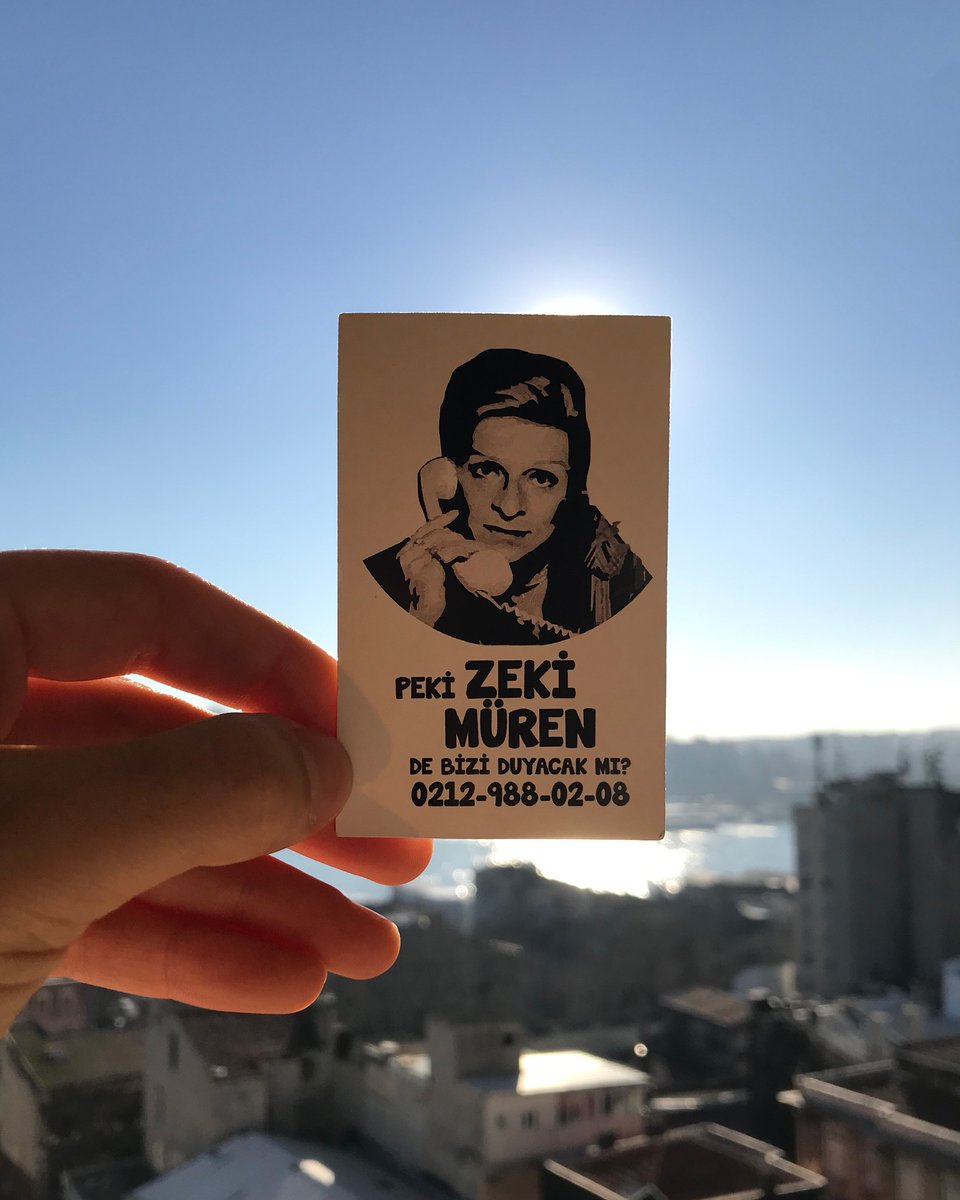 PEKİ ZEKİ
MÜREN
DE BİZİ DUYACAK MI?
0212-988-02-08